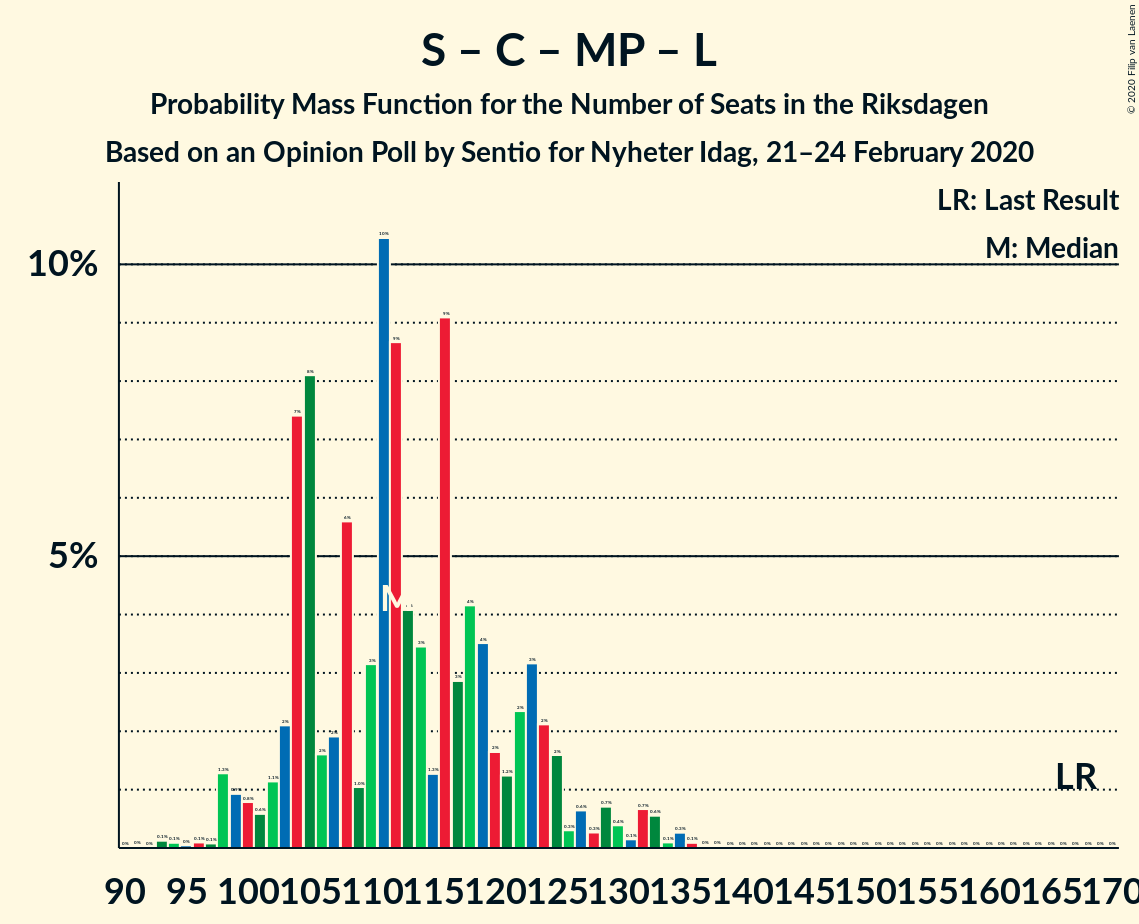 S – C – MP – L
Probability Mass Function for the Number of Seats in the Riksdagen
Based on an Opinion Poll by Sentio for Nyheter Idag, 21–24 February 2020
© 2020 Filip van Laenen
LR: Last Result
M: Median
10%
5%
M
LR
90 95 100 105 110 115 120 125 130 135 140 145 150 155 160 165 170